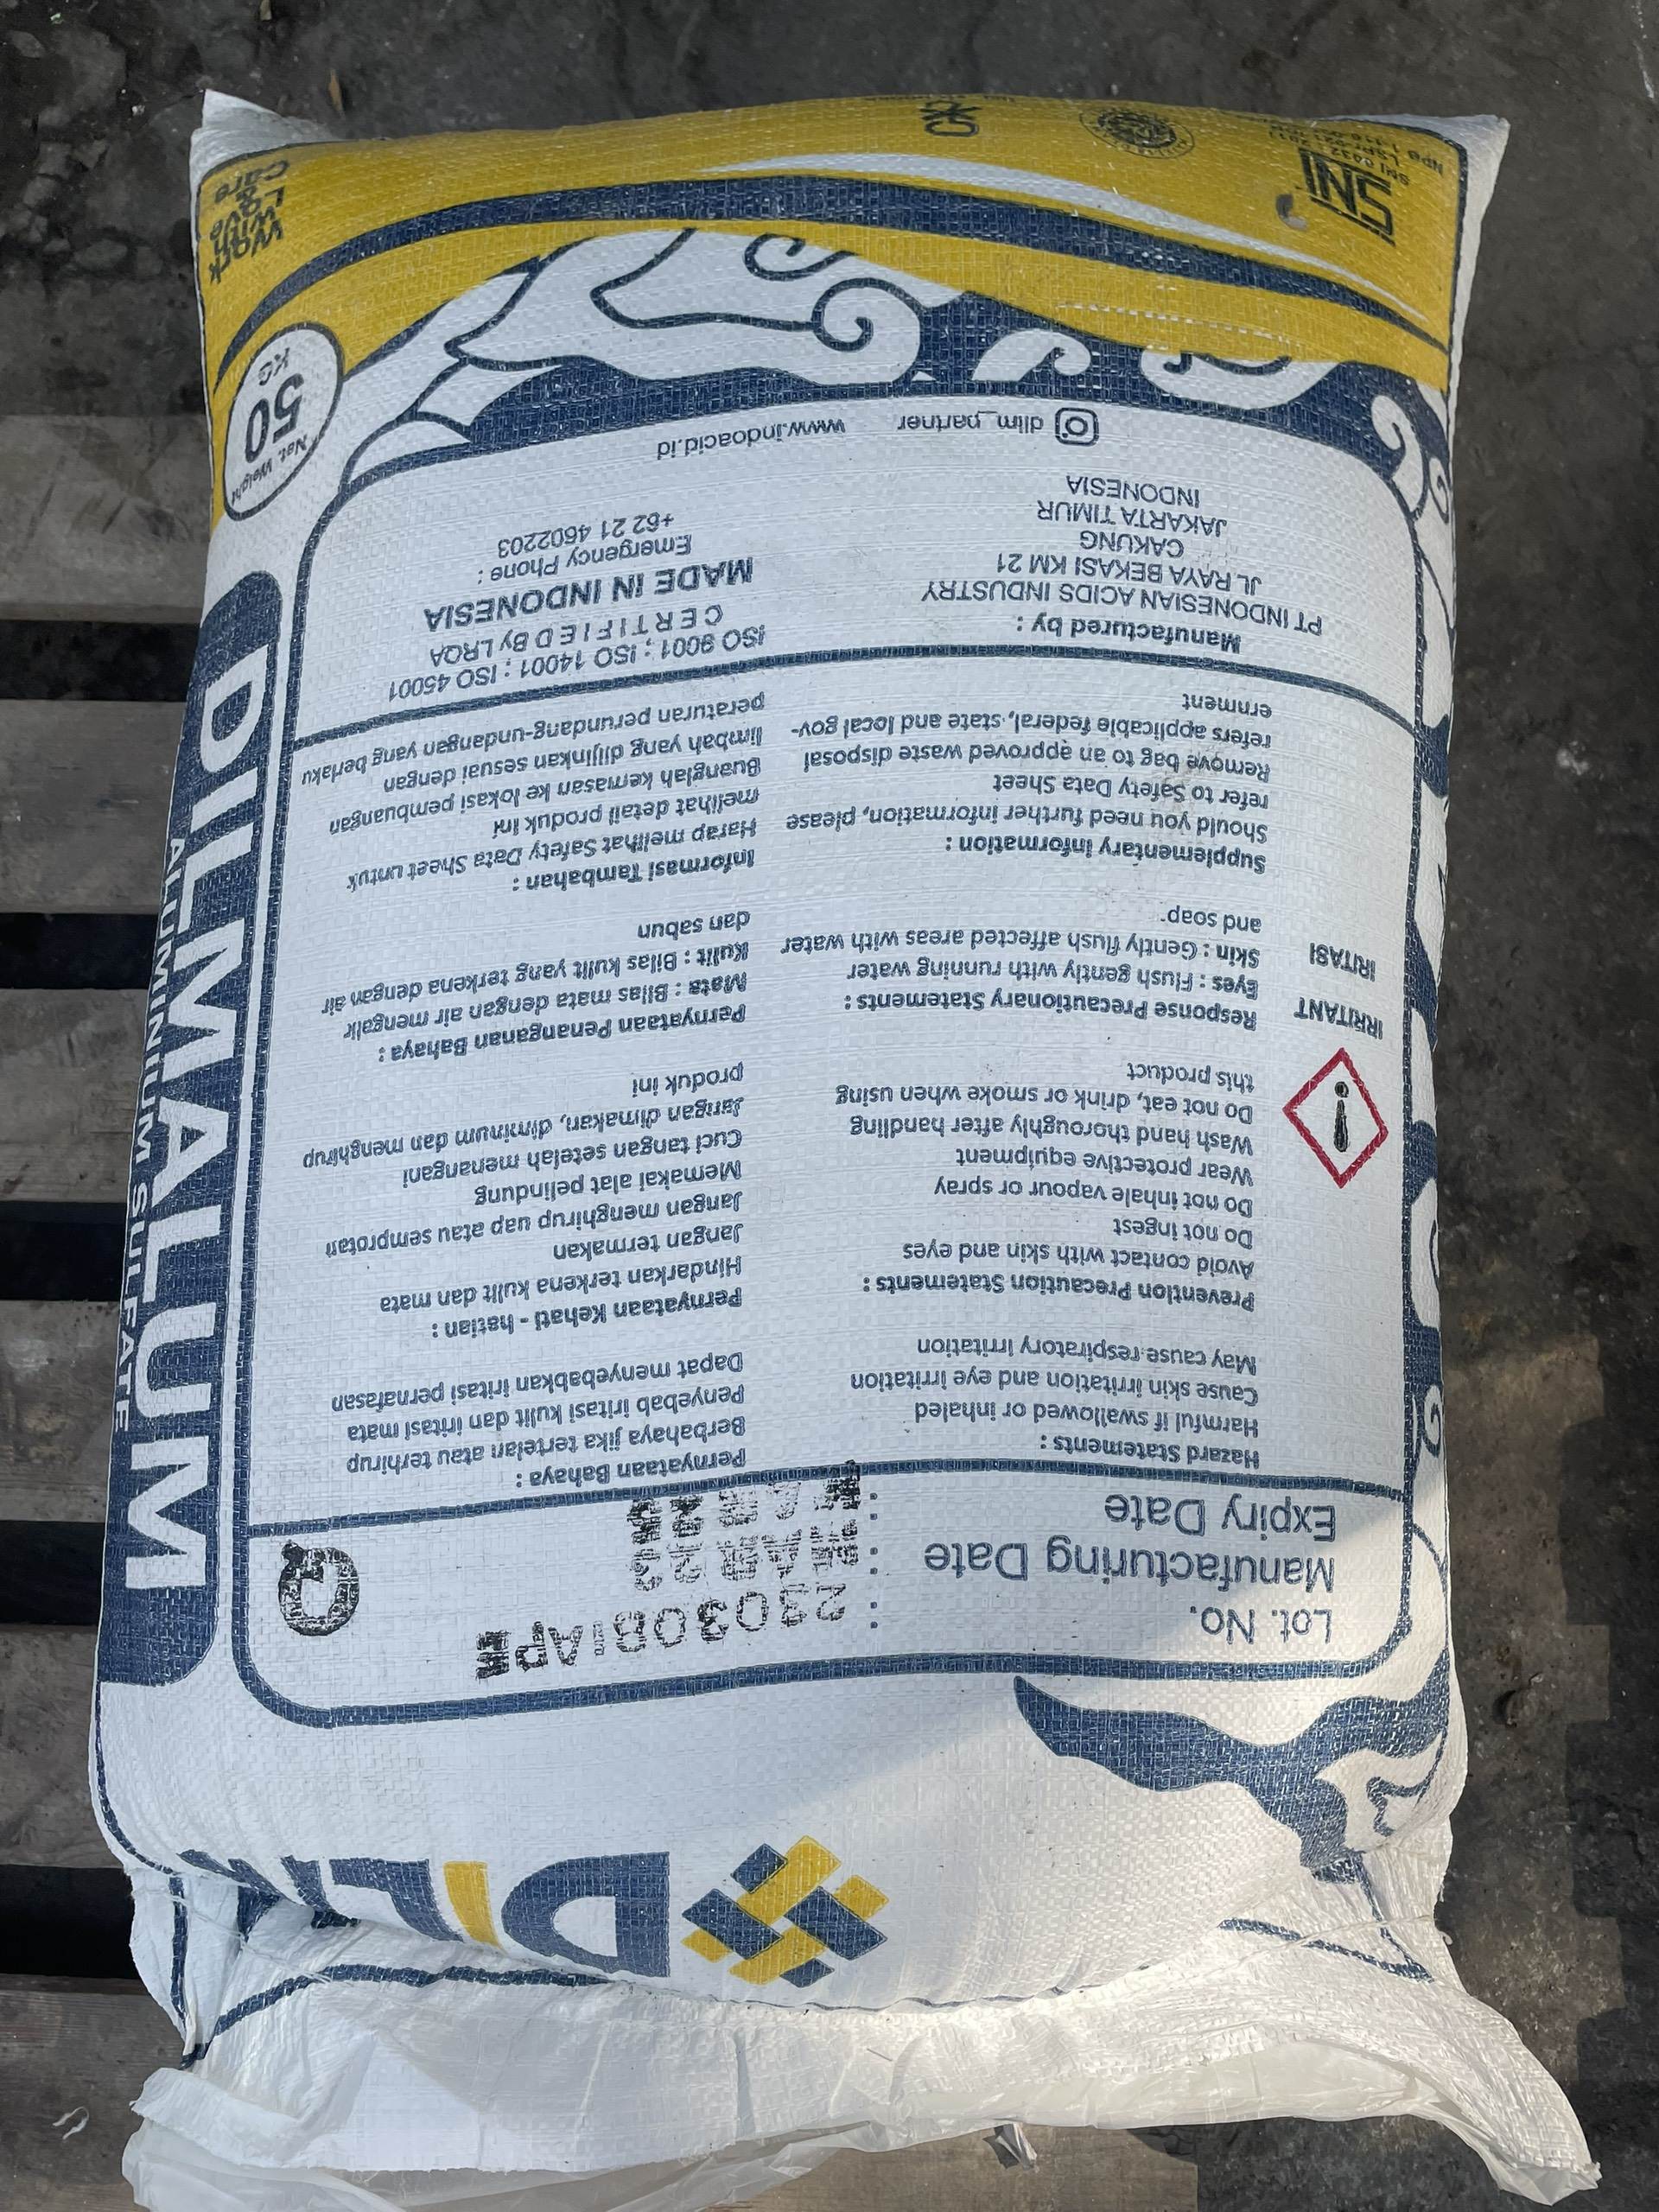 Lot. No. :
Manufacturing Date : MAR 23
Expiry Date :
Hazard Statements :
Harmful if swallowed or inhaled
Cause skin irritation and eye irritation
May cause respiratory irritation
Prevention Precaution Statements :
Avoid contact with skin and eyes
Do not ingest
Do not inhale vapour or spray
Wear protective equipment
Wash hand thoroughly after handling
Do not eat, drink or smoke when using
this product
Response Precautionary Statements :
Eyes : Flush gently with running water
Skin : Gently flush affected areas with water
and soap.
Supplementary information :
Should you need further information, please
refer to Safety Data Sheet
Remove bag to an approved waste disposal
refers applicable federal, state and local gov-
ernment
Pernyataan Bahaya :
Berbahaya jika tertelan atau terhirup
Penyebab iritasi kulit dan iritasi mata
Dapat menyebabkan iritasi pernafasan
Pernyataan Kehati - hatian :
Hindarkan terkena kulit dan mata
Jangan termakan
Jangan menghirup uap atau semprotan
Memakai alat pelindung
Cuci tangan setelah menangani
Jangan dimakan, diminum dan menghirup
produk ini
Pernyataan Penanganan Bahaya :
Mata : Bilas mata dengan air mengalir
Kulit : Bilas kulit yang terkena dengan air
dan sabun
Informasi Tambahan :
Harap melihat Safety Data Sheet untuk
melihat detail produk ini
Buanglah kemasan ke lokasi pembuangan
limbah yang diijinkan sesuai dengan
peraturan perundang-undangan yang berlaku
IRRITANT
IRITASI
Manufactured by :
PT INDONESIAN ACIDS INDUSTRY
JL RAYA BEKASI KM 21
CAKUNG
JAKARTA TIMUR
INDONESIA
ISO 9001 ; ISO 14001 ; ISO 45001
CERTIFIED By LRQA
MADE IN INDONESIA
Emergency Phone :
+62 21 4602203
dlim_partner
www.indoacid.id
DILMALUM
ALUMINIUM SULFATE
Net. Weight
50
KG
SNI
Work
with
Love
&
Care